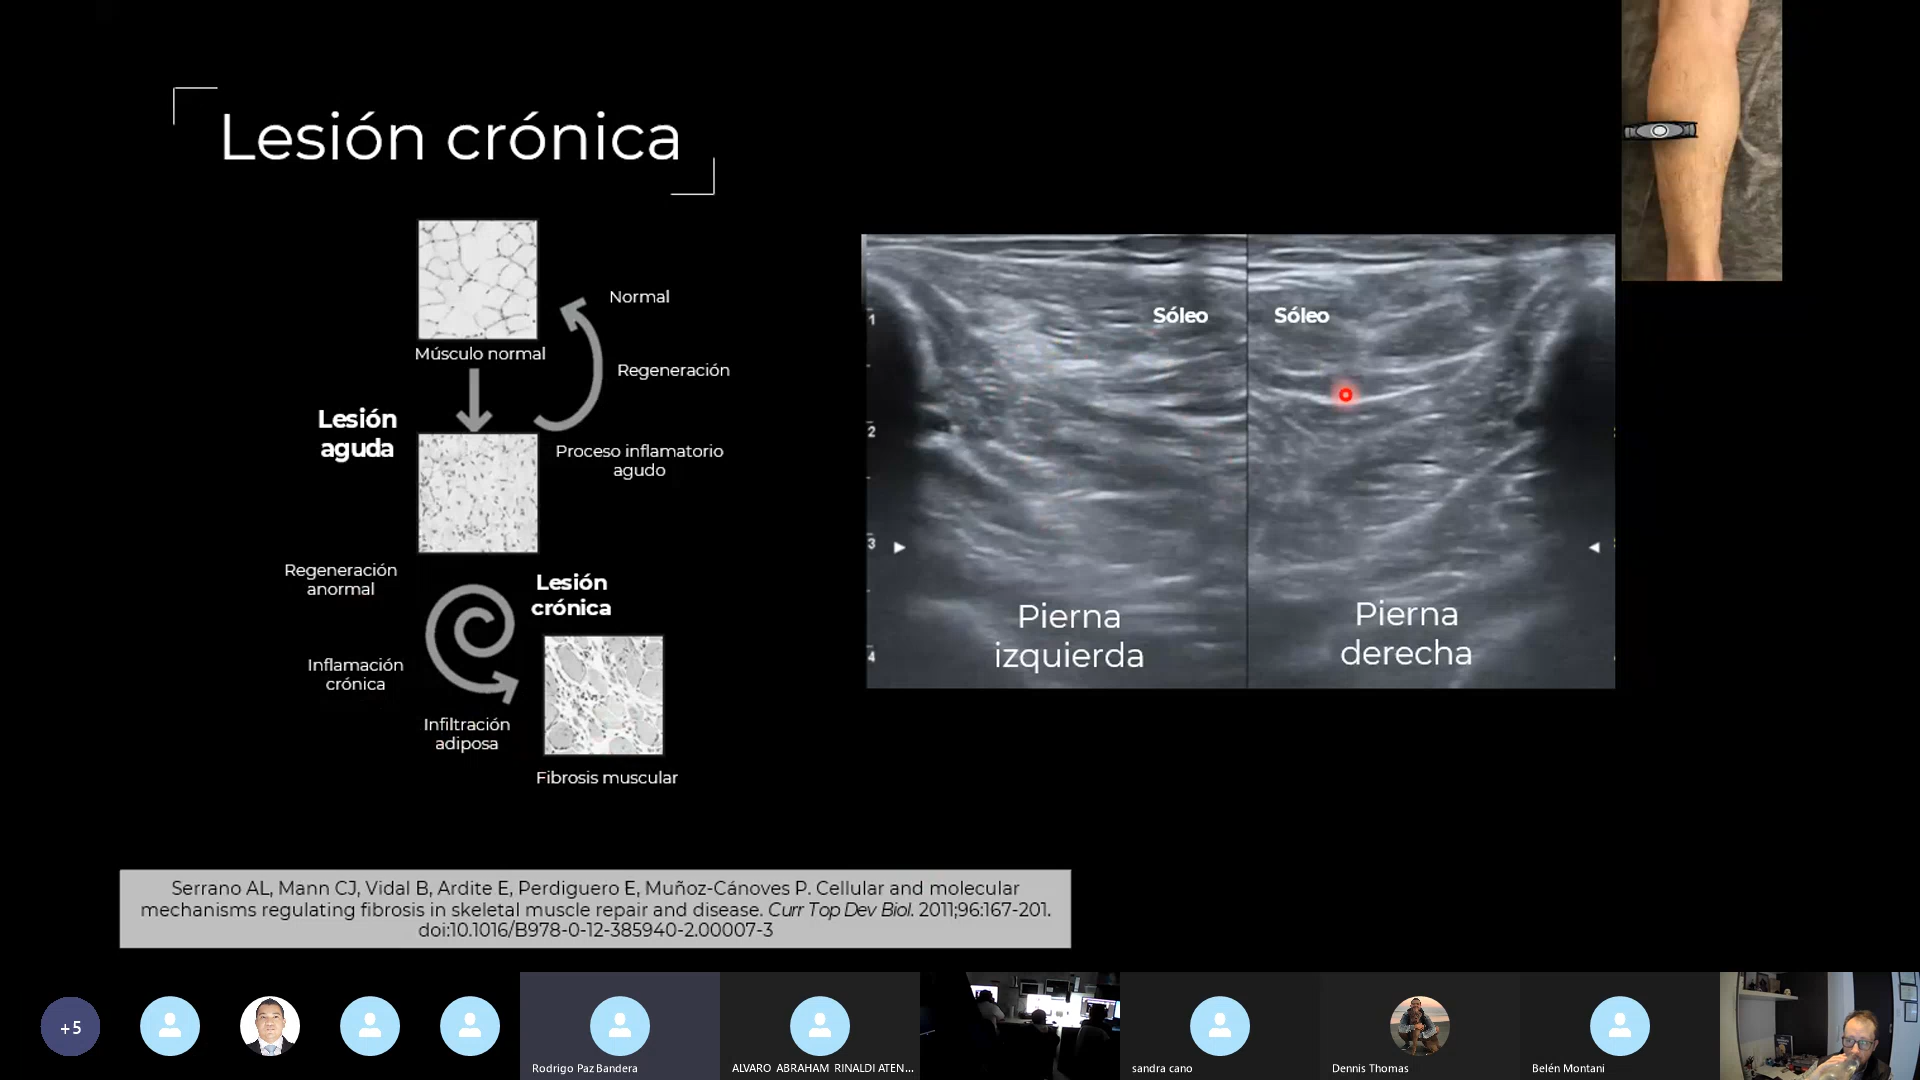 Lesión crónica
Normal
Músculo normal
Regeneración
Lesión
aguda
Proceso inflamatorio
agudo
Regeneración
anormal
Lesión
crónica
Inflamación
crónica
Infiltración
adiposa
Fibrosis muscular
Sóleo
Sóleo
1
2
3
4
Pierna
izquierda
Pierna
derecha
Serrano AL, Mann CJ, Vidal B, Ardite E, Perdiguero E, Muñoz-Cánoves P. Cellular and molecular
mechanisms regulating fibrosis in skeletal muscle repair and disease. Curr Top Dev Biol. 2011;96:167-201.
doi:10.1016/B978-0-12-385940-2.00007-3
+5
Rodrigo Paz Bandera
ALVARO ABRAHAM RINALDI ATEN...
sandra cano
Dennis Thomas
Belén Montani